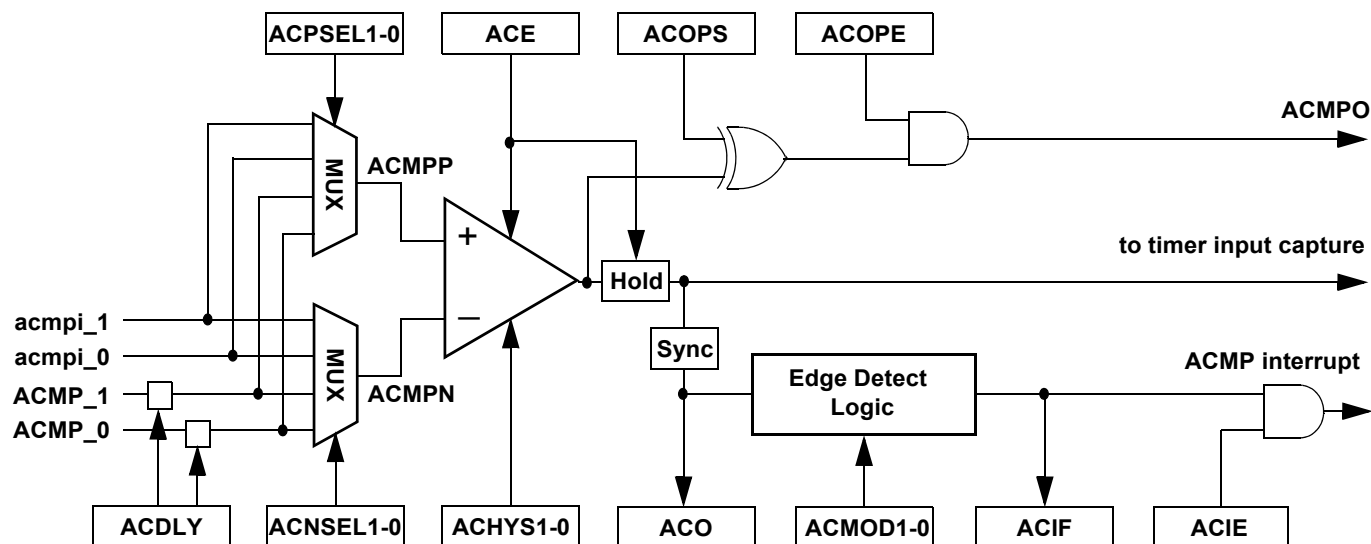 ACPSEL1-0
ACE
ACOPS
ACOPE
ACMPO
MUX
ACMPP
+
to timer input capture
Hold
acmpi_1
acmpi_0
ACMP_1
ACMP_0
MUX
ACMPN
−
Sync
Edge Detect
Logic
ACMP interrupt
ACDLY
ACNSEL1-0
ACHYS1-0
ACO
ACMOD1-0
ACIF
ACIE